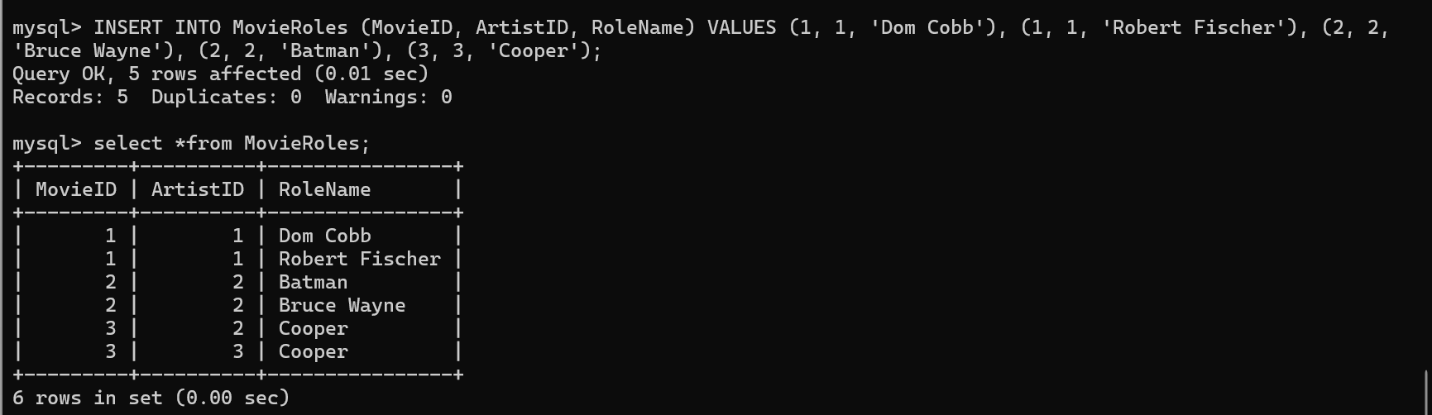 mysql> INSERT INTO MovieRoles (MovieID, ArtistID, RoleName) VALUES (1, 1, 'Dom Cobb'), (1, 1, 'Robert Fischer'), (2, 2,
'Bruce Wayne'), (2, 2, 'Batman'), (3, 3, 'Cooper');
Query OK, 5 rows affected (0.01 sec)
Records: 5  Duplicates: 0  Warnings: 0
mysql> select *from MovieRoles;
+---------+----------+----------------+
| MovieID | ArtistID | RoleName       |
+---------+----------+----------------+
|       1 |        1 | Dom Cobb       |
|       1 |        1 | Robert Fischer |
|       2 |        2 | Batman         |
|       2 |        2 | Bruce Wayne    |
|       3 |        2 | Cooper         |
|       3 |        3 | Cooper         |
+---------+----------+----------------+
6 rows in set (0.00 sec)